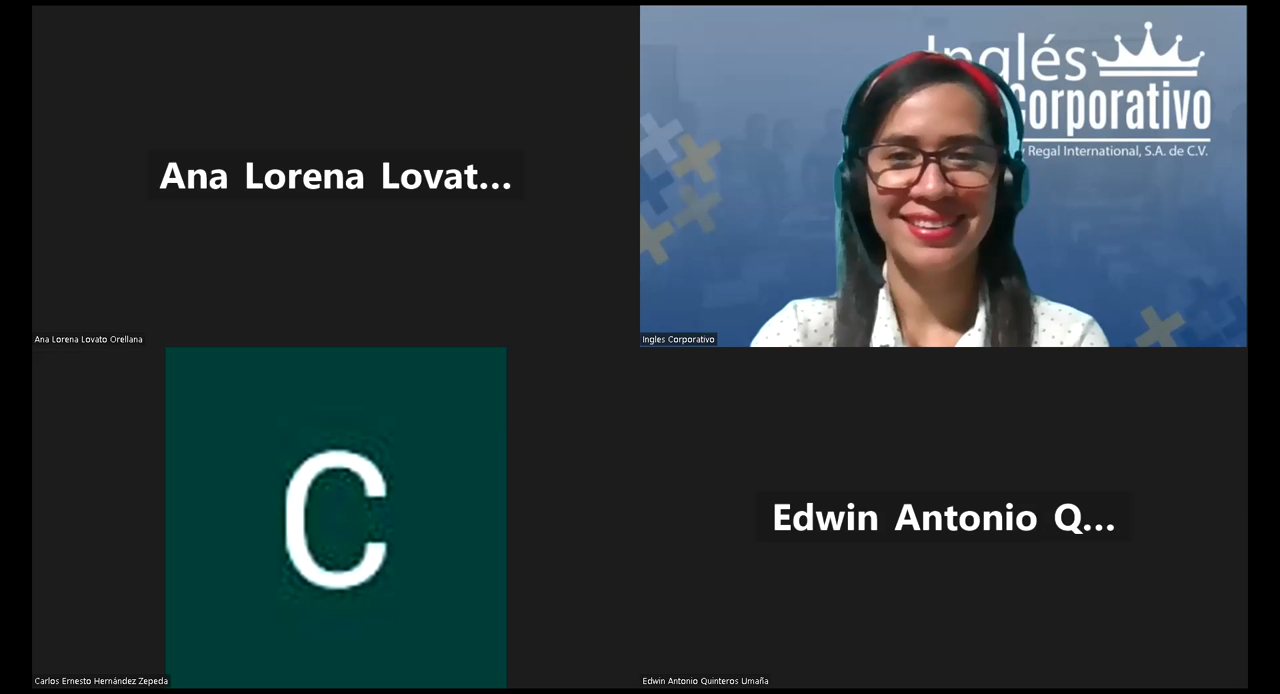 Ana Lorena Lovat...
Ana Lorena Lovato Orellana
Inglés
Corporativo
y Regal International, S.A. de C.V.
Ingles Corporativo
C
Carlos Ernesto Hernández Zepeda
Edwin Antonio Q...
Edwin Antonio Quinteros Umaña